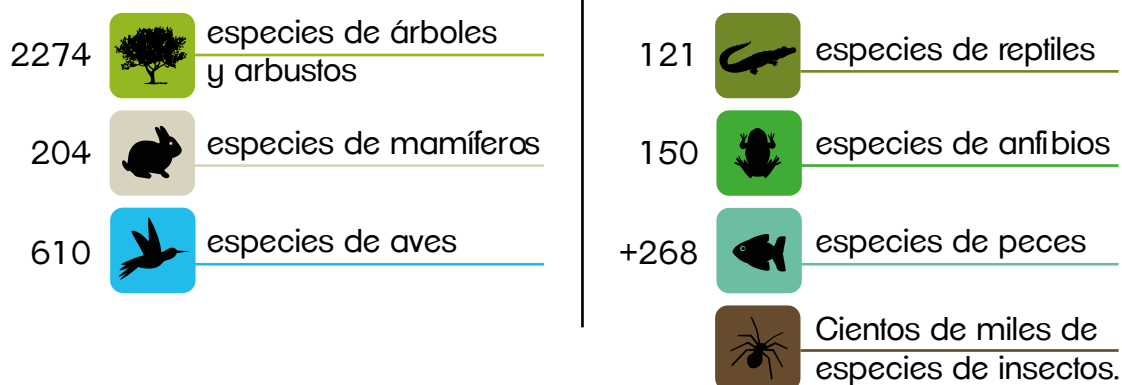 2274
especies de árboles
y arbustos
204
especies de mamíferos
610
especies de aves
121
especies de reptiles
150
especies de anfibios
+268
especies de peces
Cientos de miles de
especies de insectos.